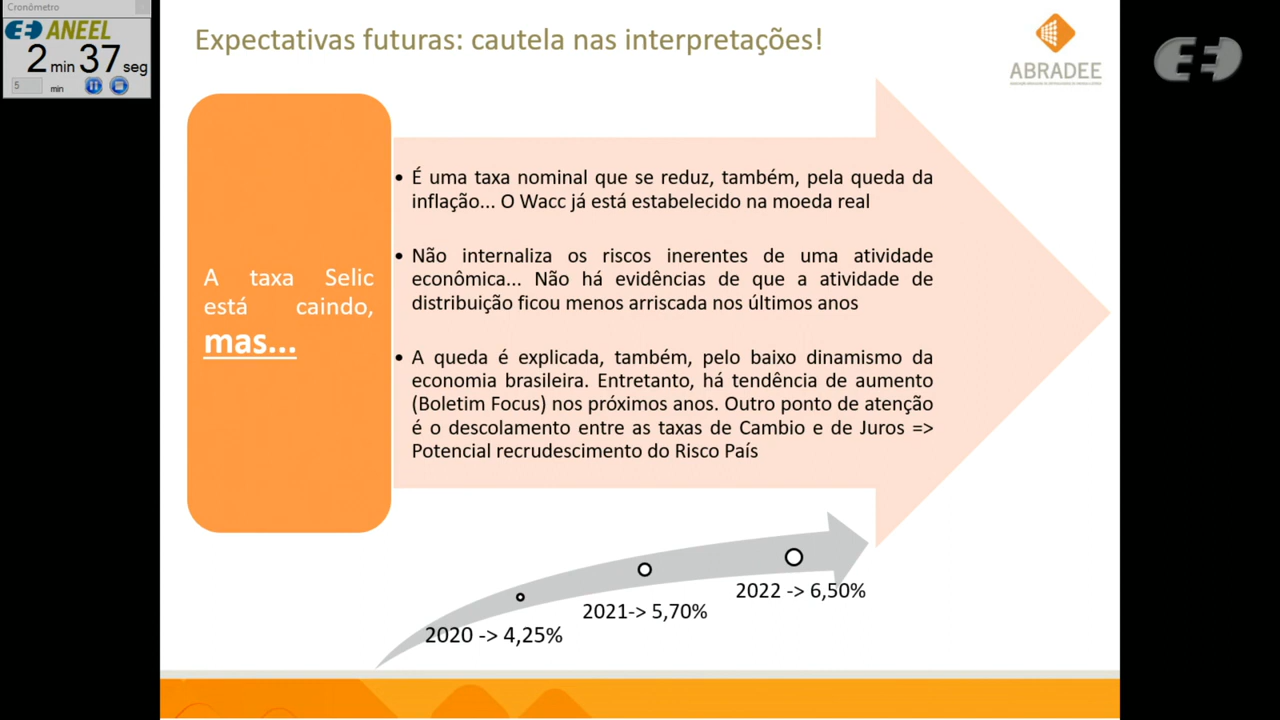 Cronômetro
ANEEL
2 min 37 seg
5 min
Expectativas futuras: cautela nas interpretações!
ABRADEE
A taxa Selic
está caindo,
mas...
• É uma taxa nominal que se reduz, também, pela queda da
inflação... O Wacc já está estabelecido na moeda real
• Não internaliza os riscos inerentes de uma atividade
econômica... Não há evidências de que a atividade de
distribuição ficou menos arriscada nos últimos anos
• A queda é explicada, também, pelo baixo dinamismo da
economia brasileira. Entretanto, há tendência de aumento
(Boletim Focus) nos próximos anos. Outro ponto de atenção
é o descolamento entre as taxas de Cambio e de Juros =>
Potencial recrudescimento do Risco País
2020 -> 4,25%
2021-> 5,70%
2022 -> 6,50%